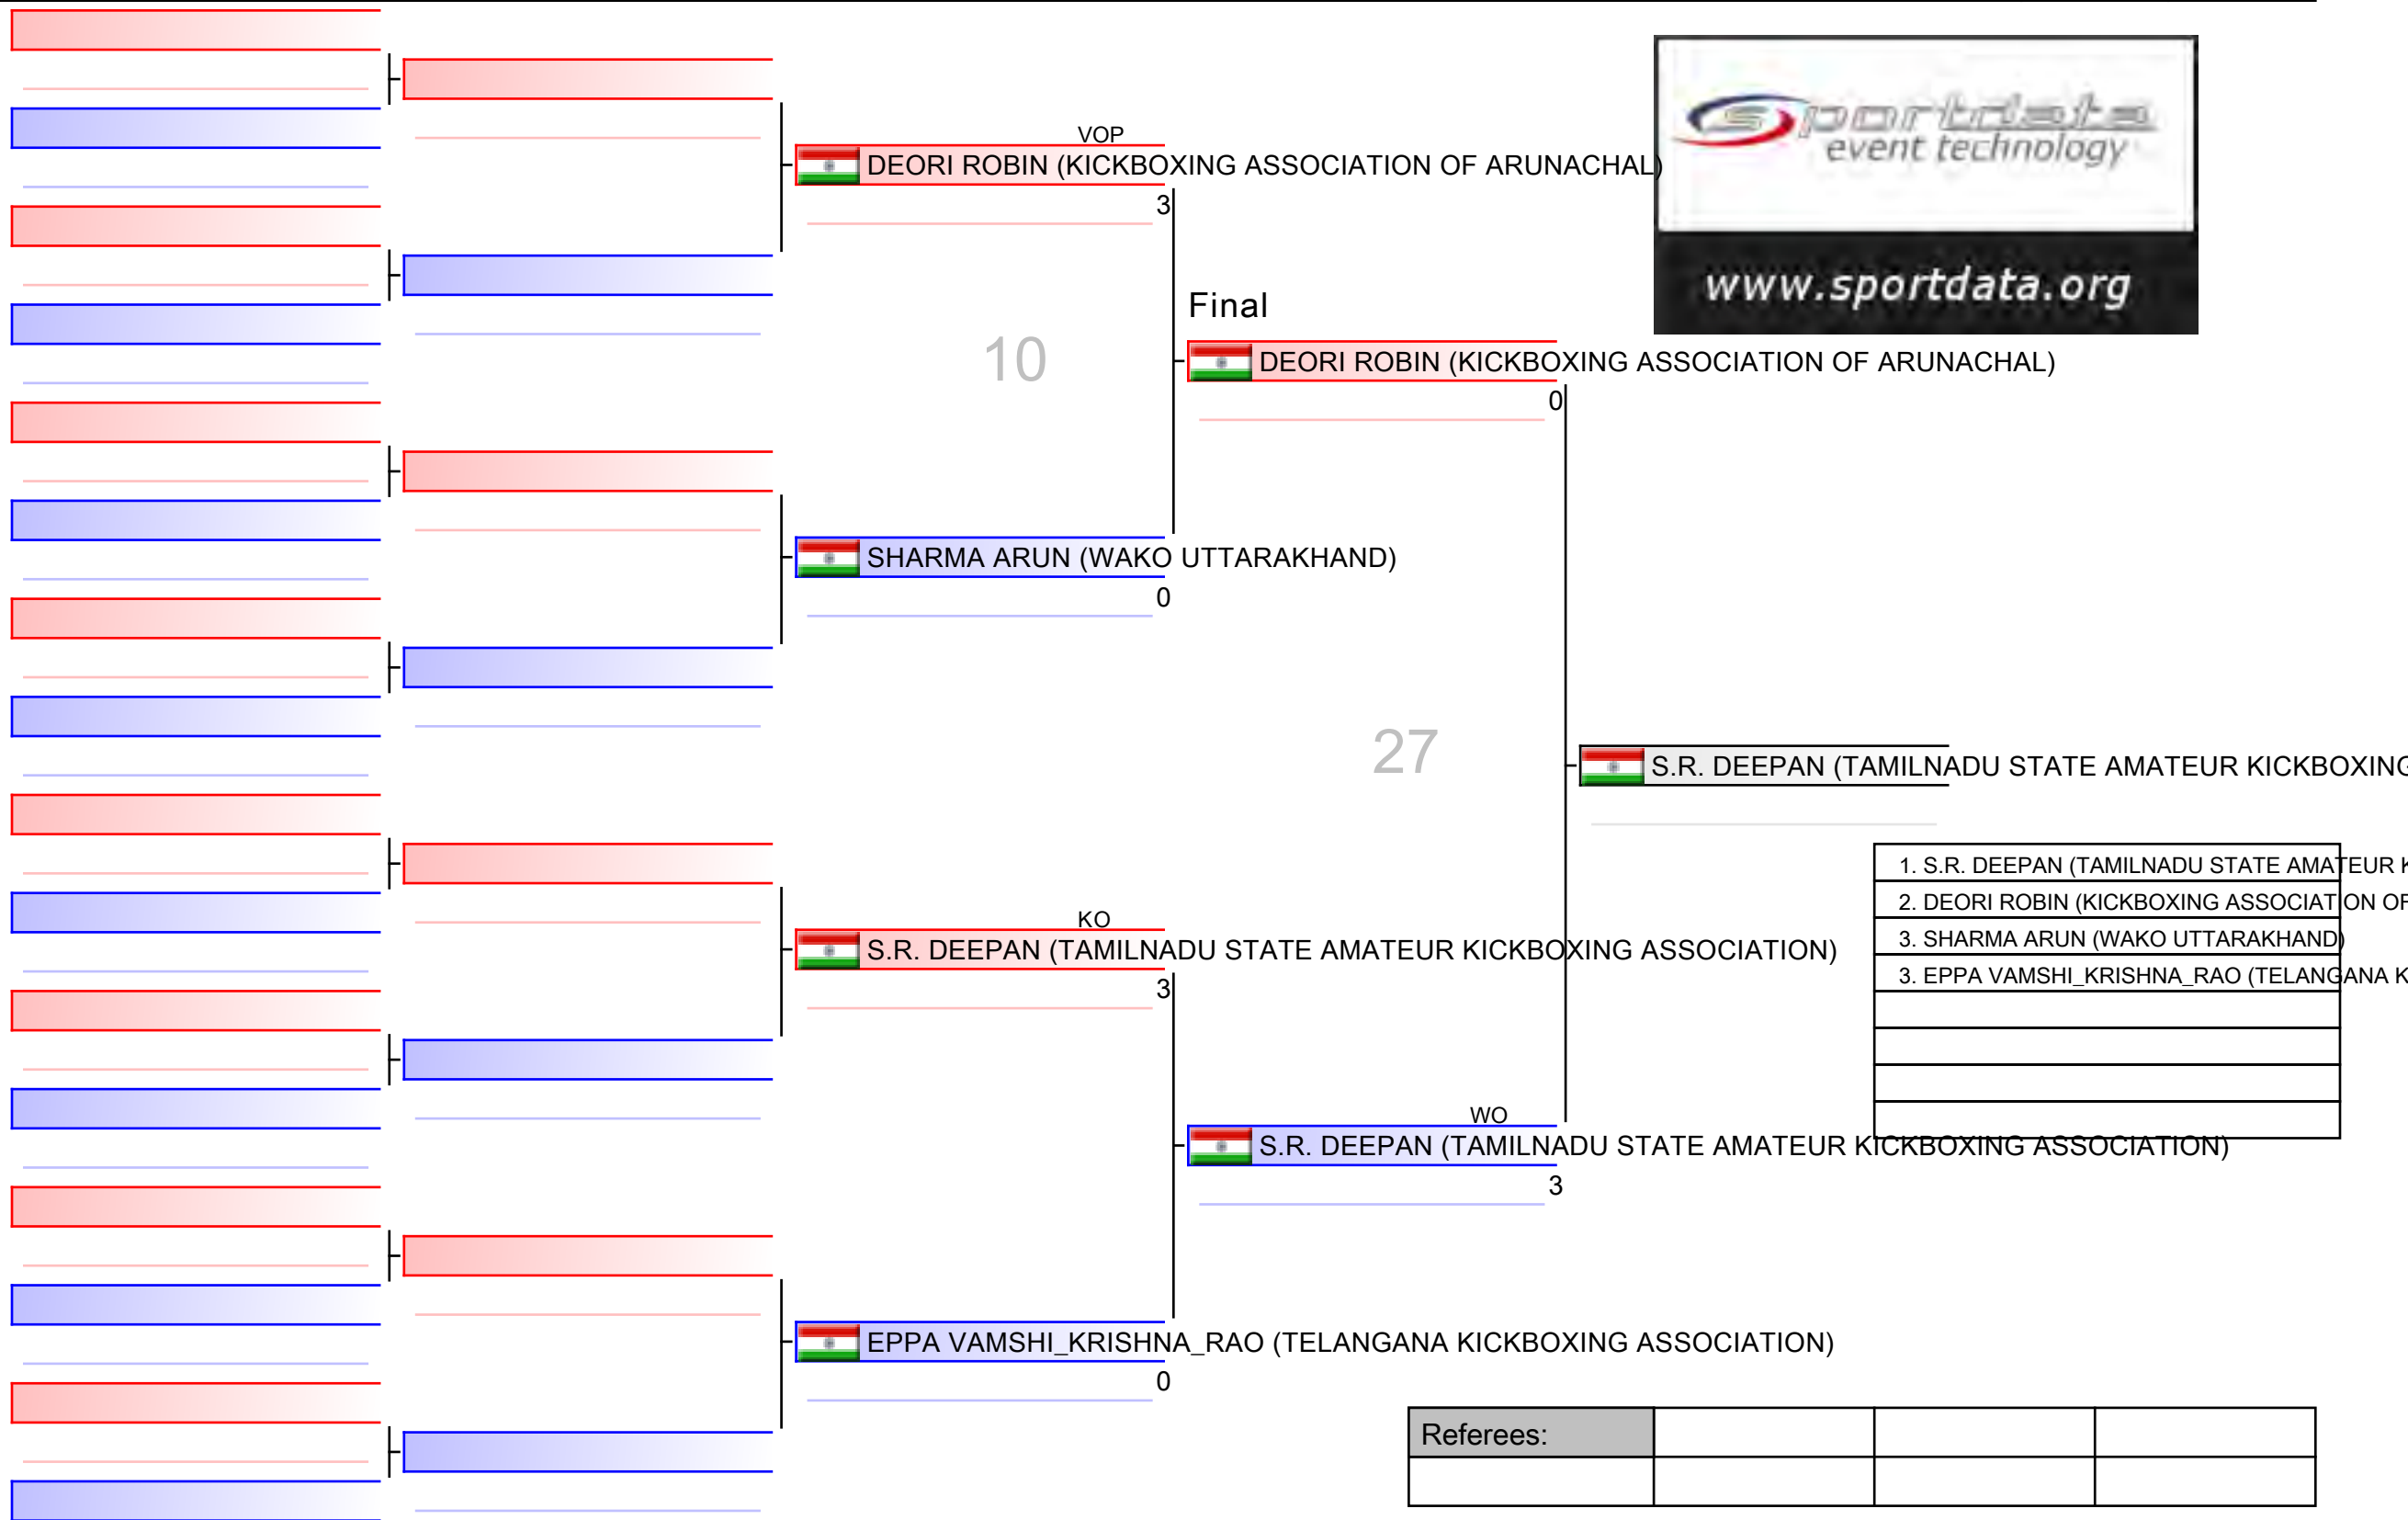 VOP
DEORI ROBIN (KICKBOXING ASSOCIATION OF ARUNACHAL)
3
sportdata
event technology
www.sportdata.org
Final
10
DEORI ROBIN (KICKBOXING ASSOCIATION OF ARUNACHAL)
0
SHARMA ARUN (WAKO UTTARAKHAND)
0
27
S.R. DEEPAN (TAMILNADU STATE AMATEUR KICKBOXING
1. S.R. DEEPAN (TAMILNADU STATE AMATEUR K
2. DEORI ROBIN (KICKBOXING ASSOCIATION OF
3. SHARMA ARUN (WAKO UTTARAKHAND)
3. EPPA VAMSHI_KRISHNA_RAO (TELANGANA K
KO
S.R. DEEPAN (TAMILNADU STATE AMATEUR KICKBOXING ASSOCIATION)
3
WO
S.R. DEEPAN (TAMILNADU STATE AMATEUR KICKBOXING ASSOCIATION)
3
EPPA VAMSHI_KRISHNA_RAO (TELANGANA KICKBOXING ASSOCIATION)
0
Referees: